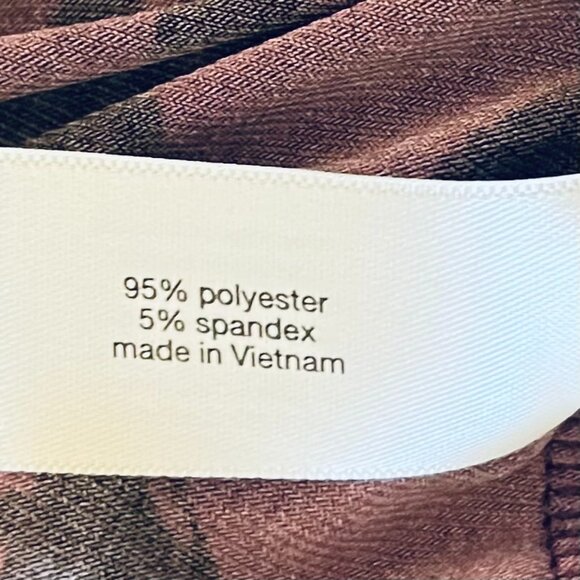 95% polyester
5% spandex
made in Vietnam